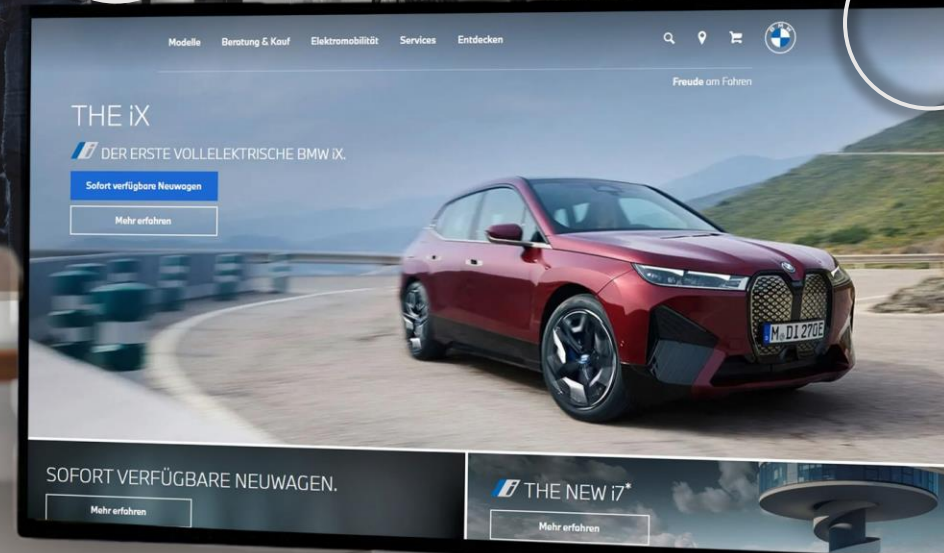 Modelle Beratung & Kauf Elektromobilität Services Entdecken
BMW
Freude am Fahren
THE iX
DER ERSTE VOLLELEKTRISCHE BMW iX.
Sofort verfügbare Neuwagen
Mehr erfahren
M DI 270E
SOFORT VERFÜGBARE NEUWAGEN.
Mehr erfahren
THE NEW i7*
Mehr erfahren